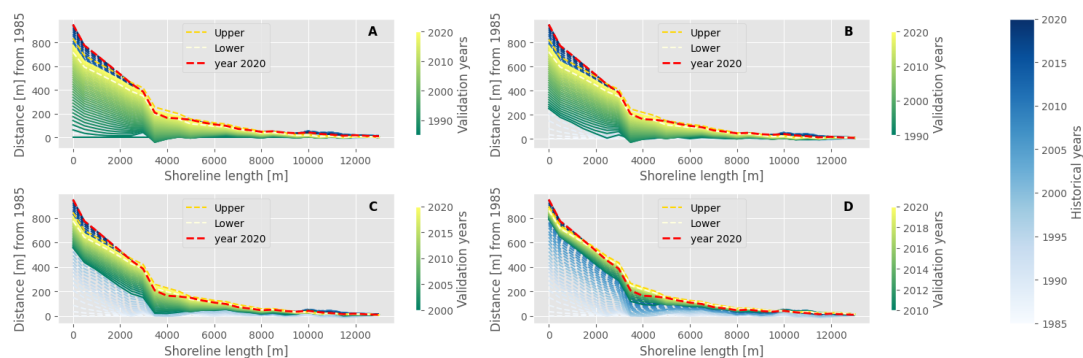 A
Upper
Lower
year 2020
Distance [m] from 1985
800
600
400
200
0
0
2000
4000
6000
8000
10000
12000
Shoreline length [m]
2020
2010
2000
1990
Validation years
B
Upper
Lower
year 2020
Distance [m] from 1985
800
600
400
200
0
0
2000
4000
6000
8000
10000
12000
Shoreline length [m]
2020
2010
2000
1990
Validation years
C
Upper
Lower
year 2020
Distance [m] from 1985
800
600
400
200
0
0
2000
4000
6000
8000
10000
12000
Shoreline length [m]
2020
2015
2010
2005
2000
Validation years
D
Upper
Lower
year 2020
Distance [m] from 1985
800
600
400
200
0
0
2000
4000
6000
8000
10000
12000
Shoreline length [m]
2020
2018
2016
2014
2012
2010
Validation years
2020
2015
2010
2005
2000
1995
1990
1985
Historical years